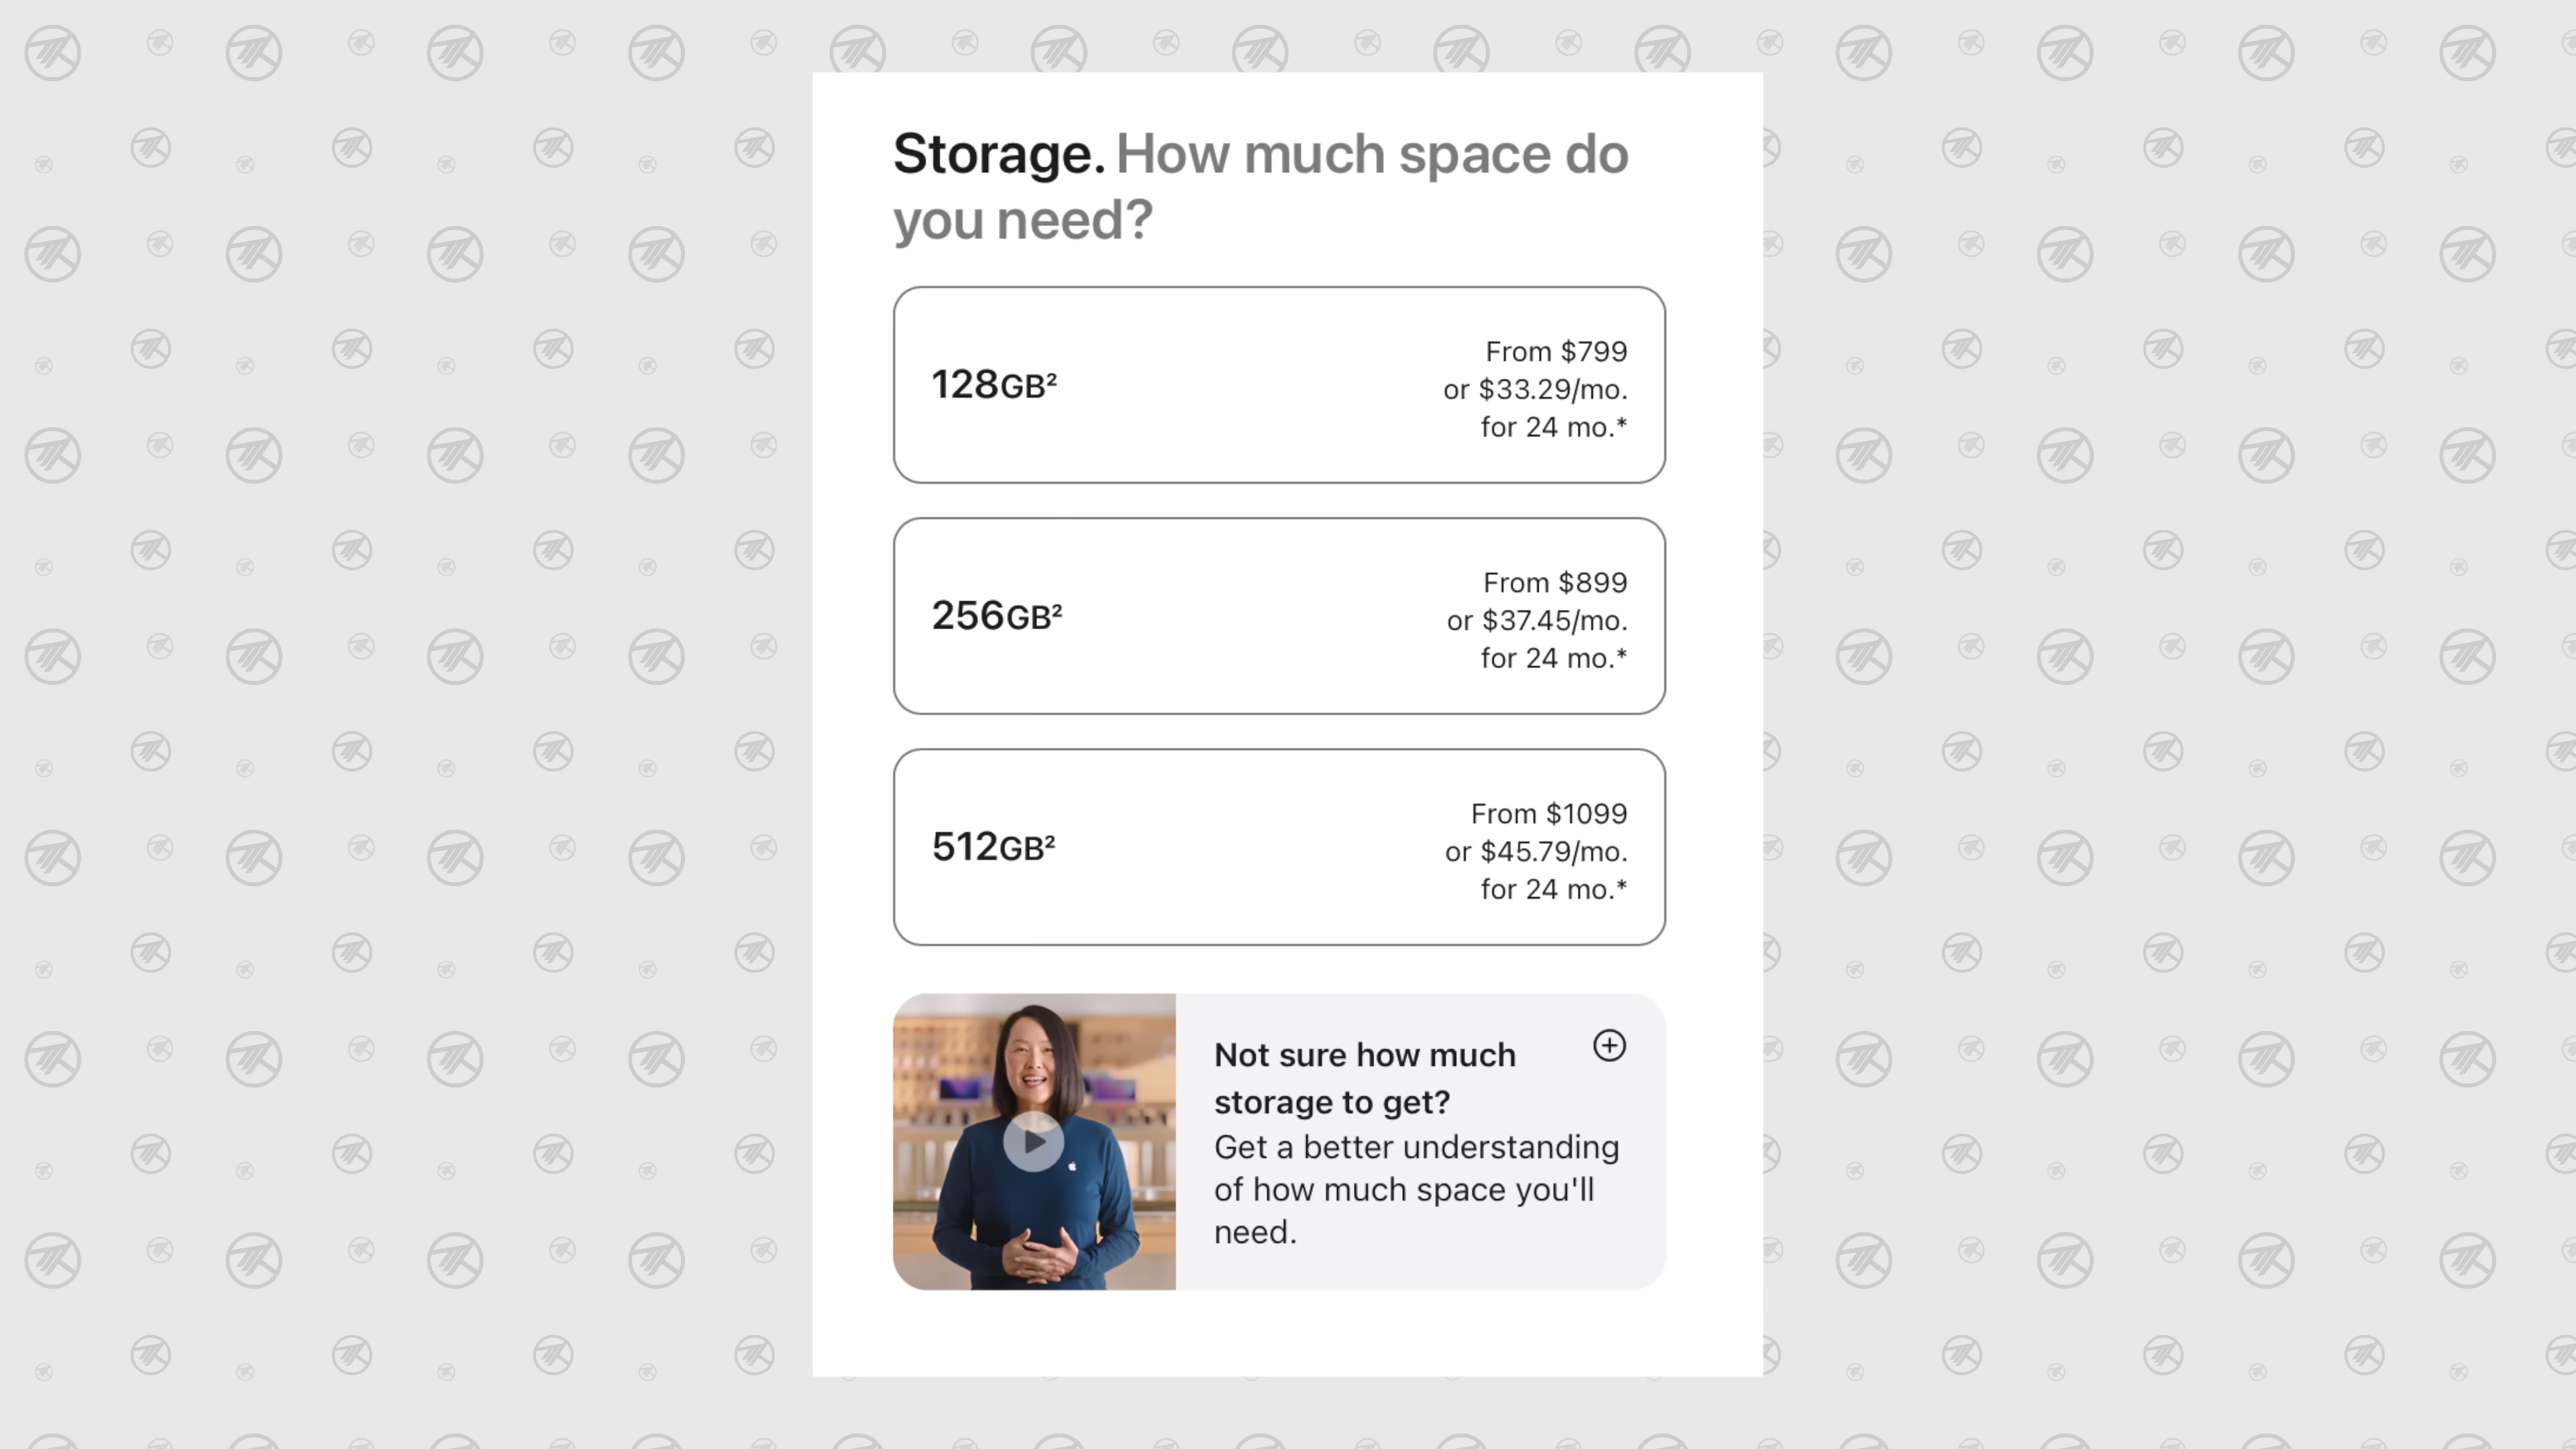 Storage. How much space do
you need?
128GB²
From $799
or $33.29/mo.
for 24 mo.*
256GB²
From $899
or $37.45/mo.
for 24 mo.*
512GB²
From $1099
or $45.79/mo.
for 24 mo.*
Not sure how much
storage to get?
Get a better understanding
of how much space you'll
need.